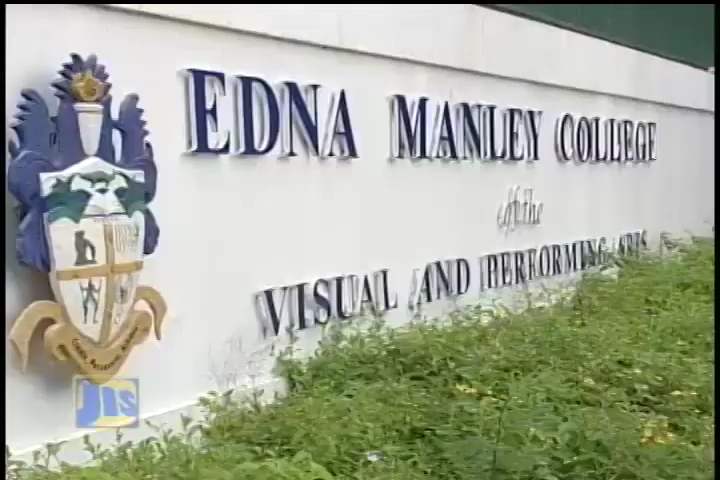 EDNA MANLEY COLLEGE
of the
VISUAL AND PERFORMING ARTS
JIS